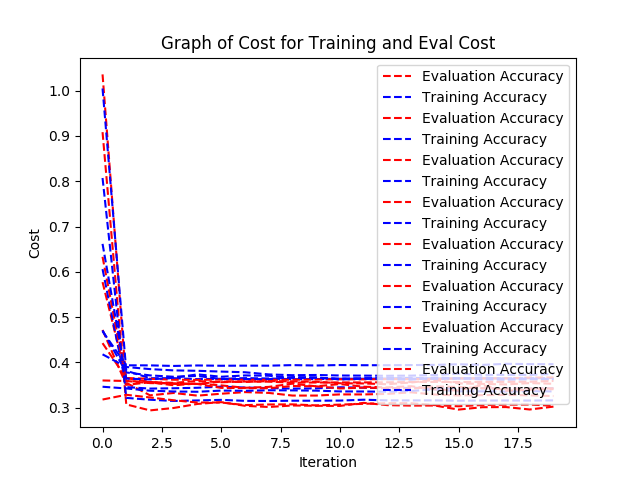 Graph of Cost for Training and Eval Cost
1.0
0.9
0.8
0.7
0.6
0.5
0.4
0.3
Cost
Evaluation Accuracy
Training Accuracy
Evaluation Accuracy
Training Accuracy
Evaluation Accuracy
Training Accuracy
Evaluation Accuracy
Training Accuracy
Evaluation Accuracy
Training Accuracy
Evaluation Accuracy
Training Accuracy
Evaluation Accuracy
Training Accuracy
Evaluation Accuracy
Training Accuracy
0.0 2.5 5.0 7.5 10.0 12.5 15.0 17.5
Iteration